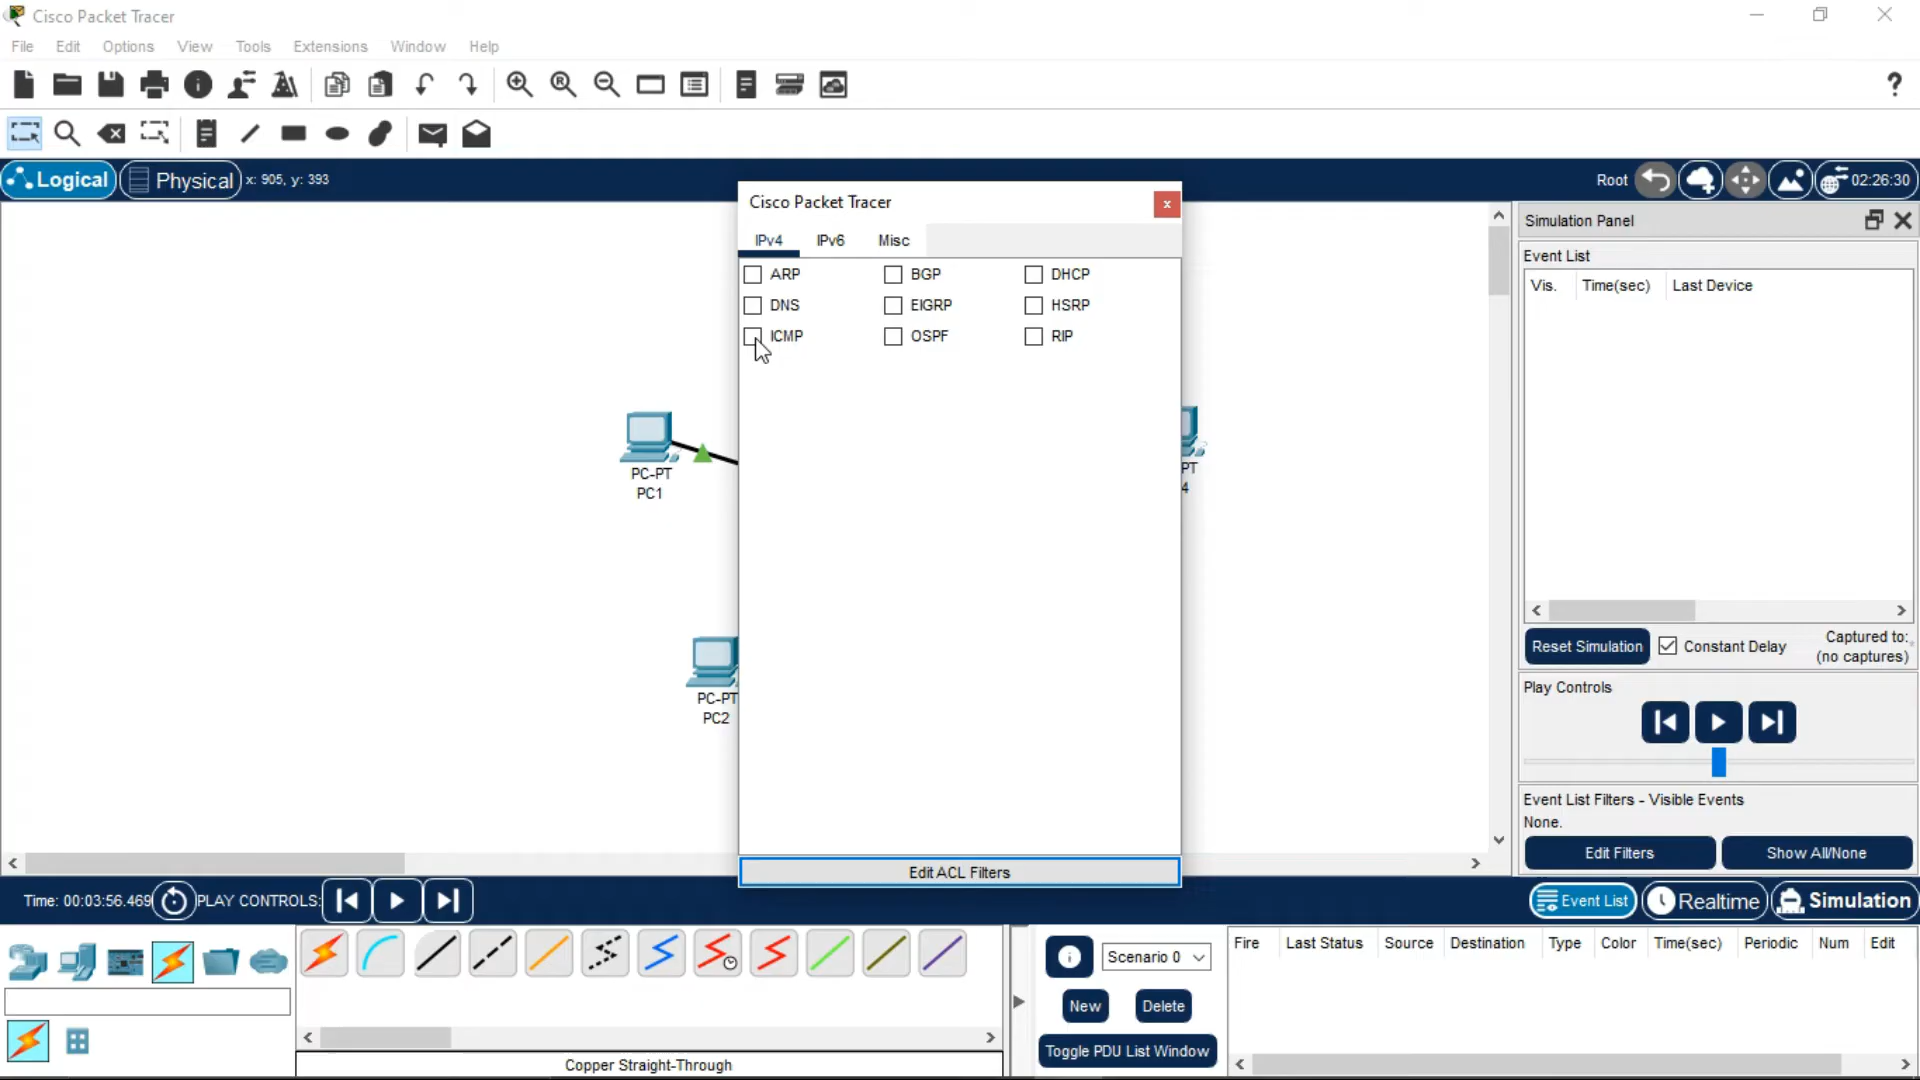 Cisco Packet Tracer
File Edit Options View Tools Extensions Window Help
?
Logical Physical x: 905, y: 393 Root 02:26:30
Cisco Packet Tracer x
IPv4 IPv6 Misc
ARP BGP DHCP
DNS EIGRP HSRP
ICMP OSPF RIP
Edit ACL Filters
PC-PT
PC1
PC-PT
PC2
PT
4
Simulation Panel
Event List
Vis. Time(sec) Last Device
Reset Simulation Constant Delay Captured to:
(no captures)
Play Controls
Event List Filters - Visible Events
None.
Edit Filters Show All/None
Time: 00:03:56.469 PLAY CONTROLS: Event List Realtime Simulation
Scenario 0
New Delete
Toggle PDU List Window
Fire Last Status Source Destination Type Color Time(sec) Periodic Num Edit
Copper Straight-Through